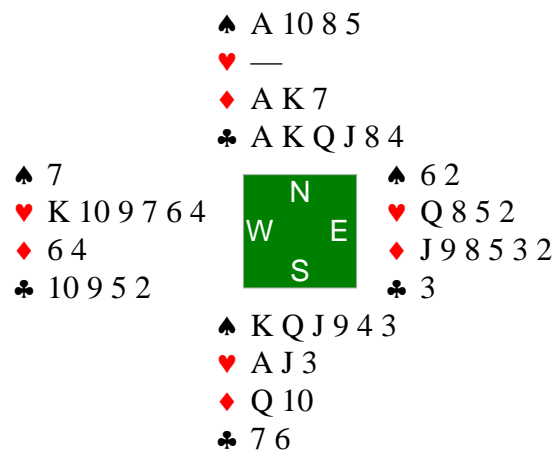 ♠ A 10 8 5
♥ —
♦ A K 7
♣ A K Q J 8 4
♠ 7
♥ K 10 9 7 6 4
♦ 6 4
♣ 10 9 5 2
N
W E
S
♠ 6 2
♥ Q 8 5 2
♦ J 9 8 5 3 2
♣ 3
♠ K Q J 9 4 3
♥ A J 3
♦ Q 10
♣ 7 6